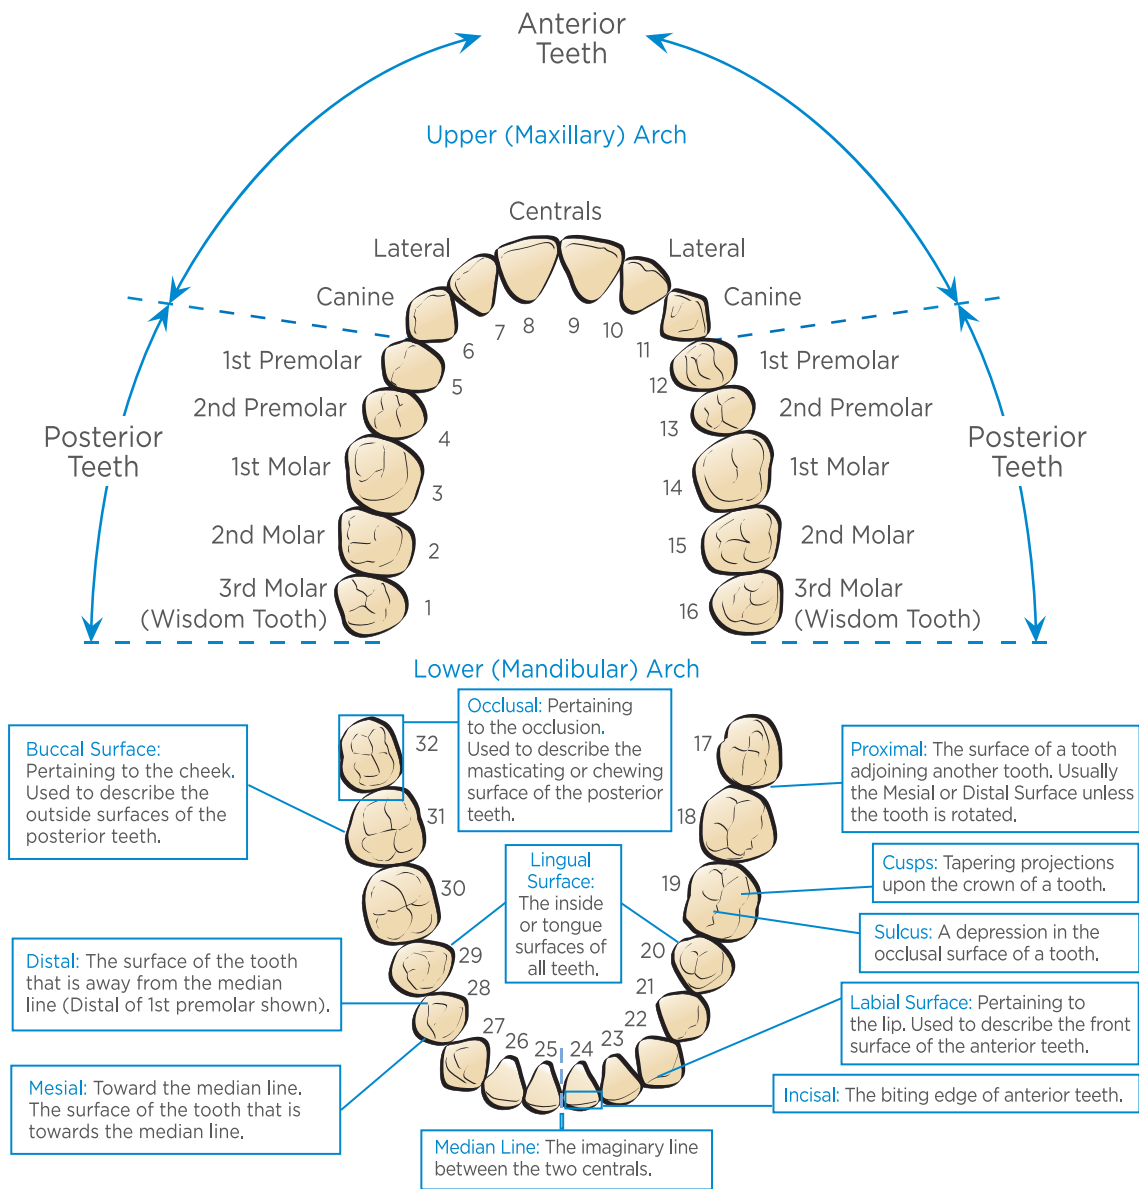 Anterior
Teeth
Upper (Maxillary) Arch
Centrals
Lateral
Lateral
Canine
Canine
7
8
9
10
6
11
1st Premolar
1st Premolar
5
12
2nd Premolar
2nd Premolar
4
13
Posterior
Teeth
Posterior
Teeth
1st Molar
1st Molar
3
14
2nd Molar
2nd Molar
2
15
3rd Molar
(Wisdom Tooth)
3rd Molar
(Wisdom Tooth)
1
16
Lower (Mandibular) Arch
Buccal Surface:
Pertaining to the cheek.
Used to describe the
outside surfaces of the
posterior teeth.
32
Occlusal: Pertaining
to the occlusion.
Used to describe the
masticating or chewing
surface of the posterior
teeth.
17
Proximal: The surface of a tooth
adjoining another tooth. Usually
the Mesial or Distal Surface unless
the tooth is rotated.
31
18
Lingual
Surface:
The inside
or tongue
surfaces of
all teeth.
Cusps: Tapering projections
upon the crown of a tooth.
30
19
Sulcus: A depression in the
occlusal surface of a tooth.
Distal: The surface of the tooth
that is away from the median
line (Distal of 1st premolar shown).
29
20
28
21
Labial Surface: Pertaining to
the lip. Used to describe the front
surface of the anterior teeth.
27
26
25
24
23
22
Mesial: Toward the median line.
The surface of the tooth that is
towards the median line.
Incisal: The biting edge of anterior teeth.
Median Line: The imaginary line
between the two centrals.